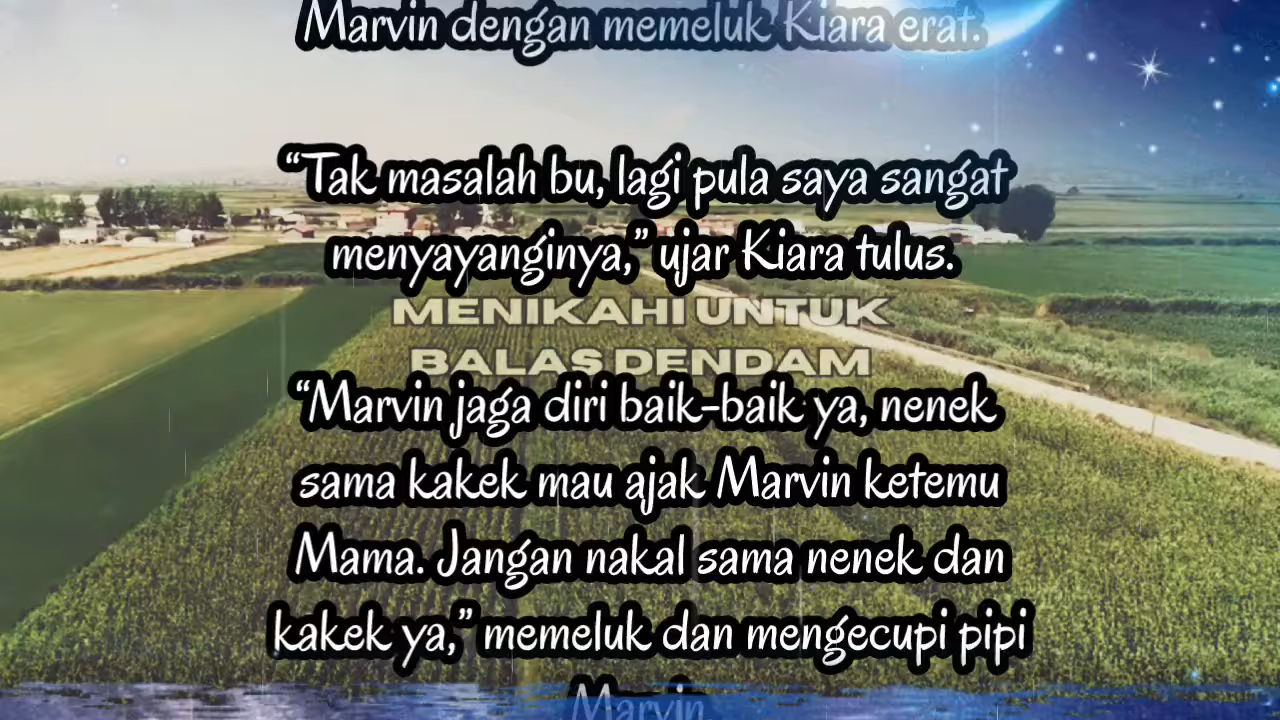 Marvin dengan memeluk Kiara erat.
“Tak masalah bu, lagi pula saya sangat
menyayanginya,” ujar Kiara tulus.
MENIKAHI UNTUK
BALAS DENDAM
“Marvin jaga diri baik-baik ya, nenek
sama kakek mau ajak Marvin ketemu
Mama. Jangan nakal sama nenek dan
kakek ya,” memeluk dan mengecupi pipi
Marvin